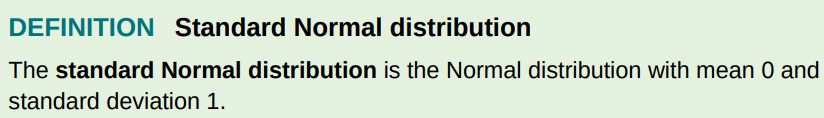 DEFINITION Standard Normal distribution
The standard Normal distribution is the Normal distribution with mean 0 and
standard deviation 1.